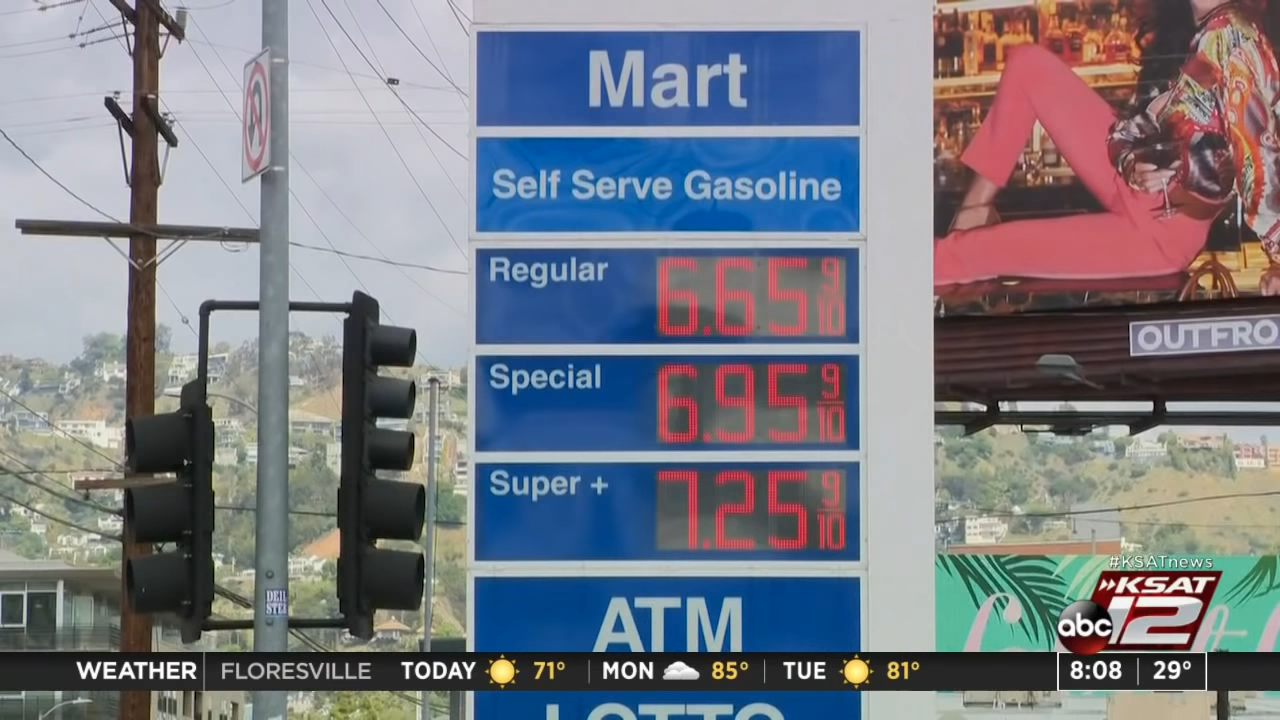 Mart
Self Serve Gasoline
Regular 6.65 9/10
Special 6.95 9/10
Super + 7.25 9/10
ATM
LOTTO
OUTFRO
#KSATnews
KSAT
abc 12
WEATHER FLORESVILLE TODAY 71° MON 85° TUE 81° 8:08 29°